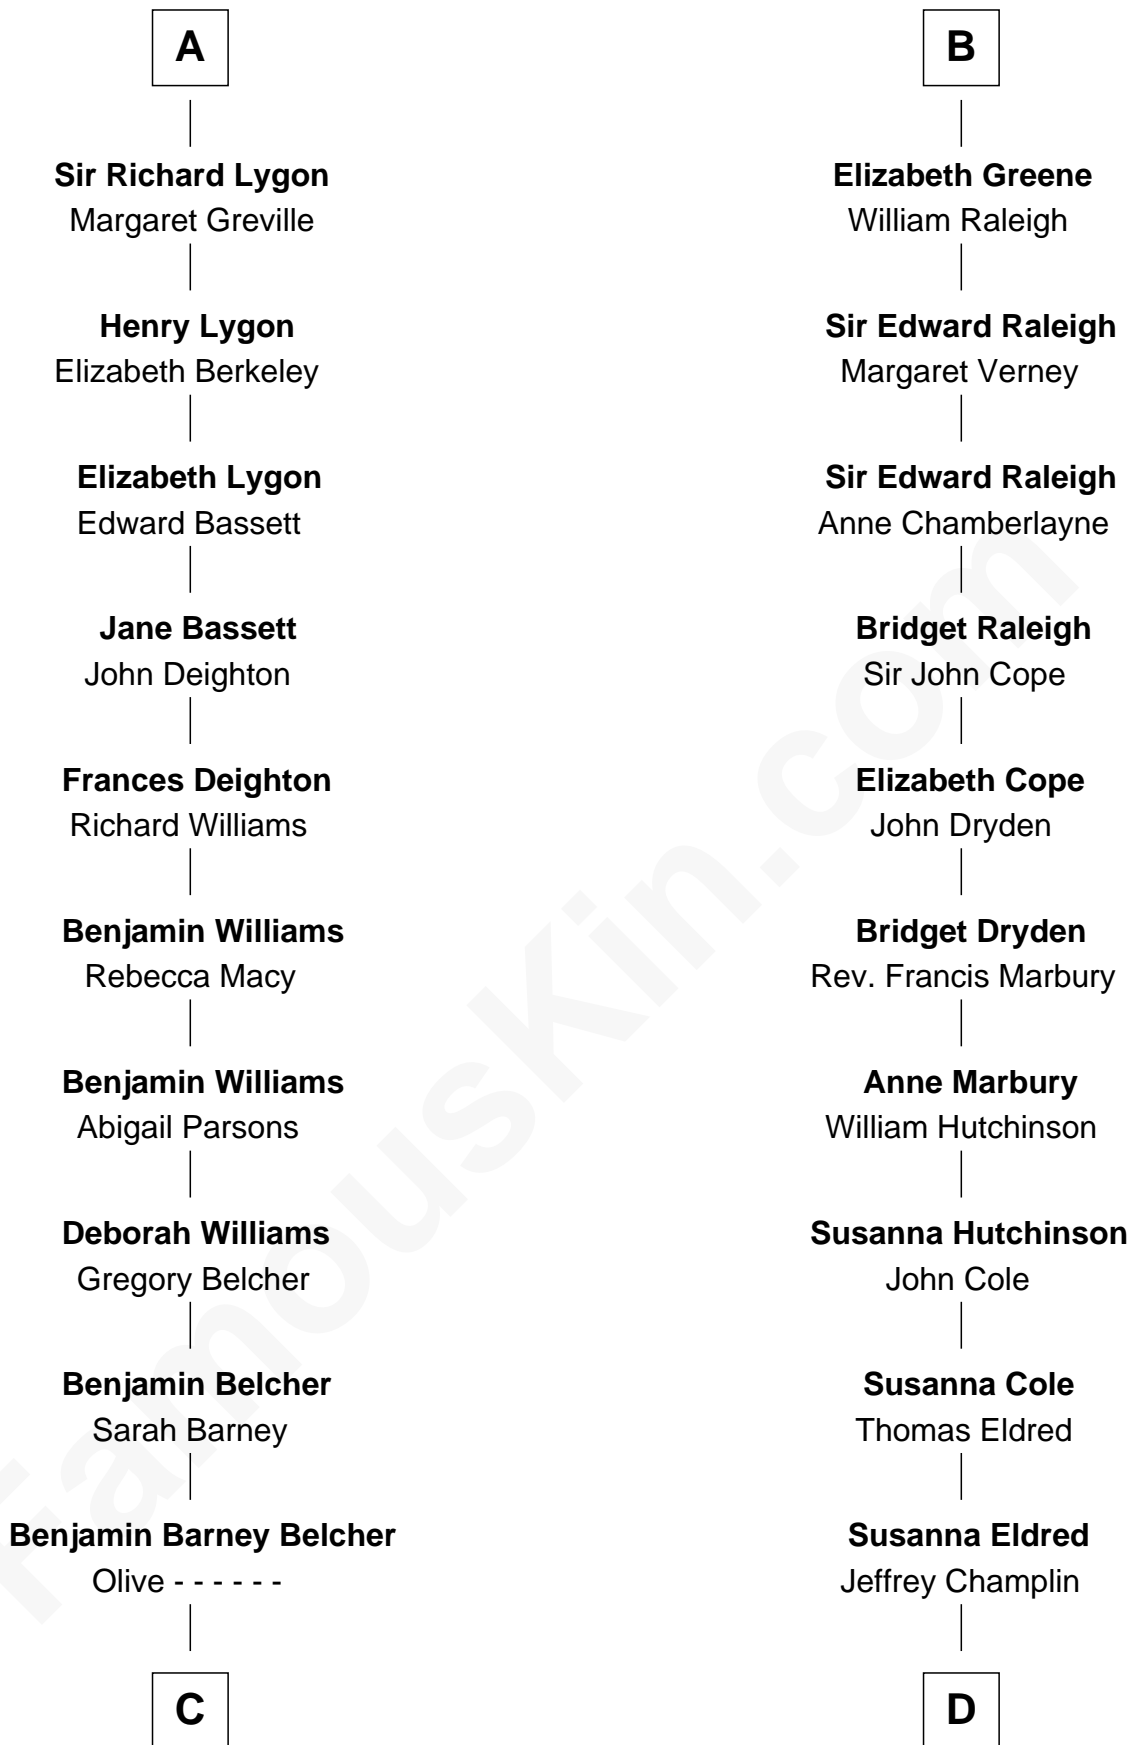 A
Sir Richard Lygon
Margaret Greville
Henry Lygon
Elizabeth Berkeley
Elizabeth Lygon
Edward Bassett
Jane Bassett
John Deighton
Frances Deighton
Richard Williams
Benjamin Williams
Rebecca Macy
Benjamin Williams
Abigail Parsons
Deborah Williams
Gregory Belcher
Benjamin Belcher
Sarah Barney
Benjamin Barney Belcher
Olive - - - - - -
C
B
Elizabeth Greene
William Raleigh
Sir Edward Raleigh
Margaret Verney
Sir Edward Raleigh
Anne Chamberlayne
Bridget Raleigh
Sir John Cope
Elizabeth Cope
John Dryden
Bridget Dryden
Rev. Francis Marbury
Anne Marbury
William Hutchinson
Susanna Hutchinson
John Cole
Susanna Cole
Thomas Eldred
Susanna Eldred
Jeffrey Champlin
D
FamousKin.com